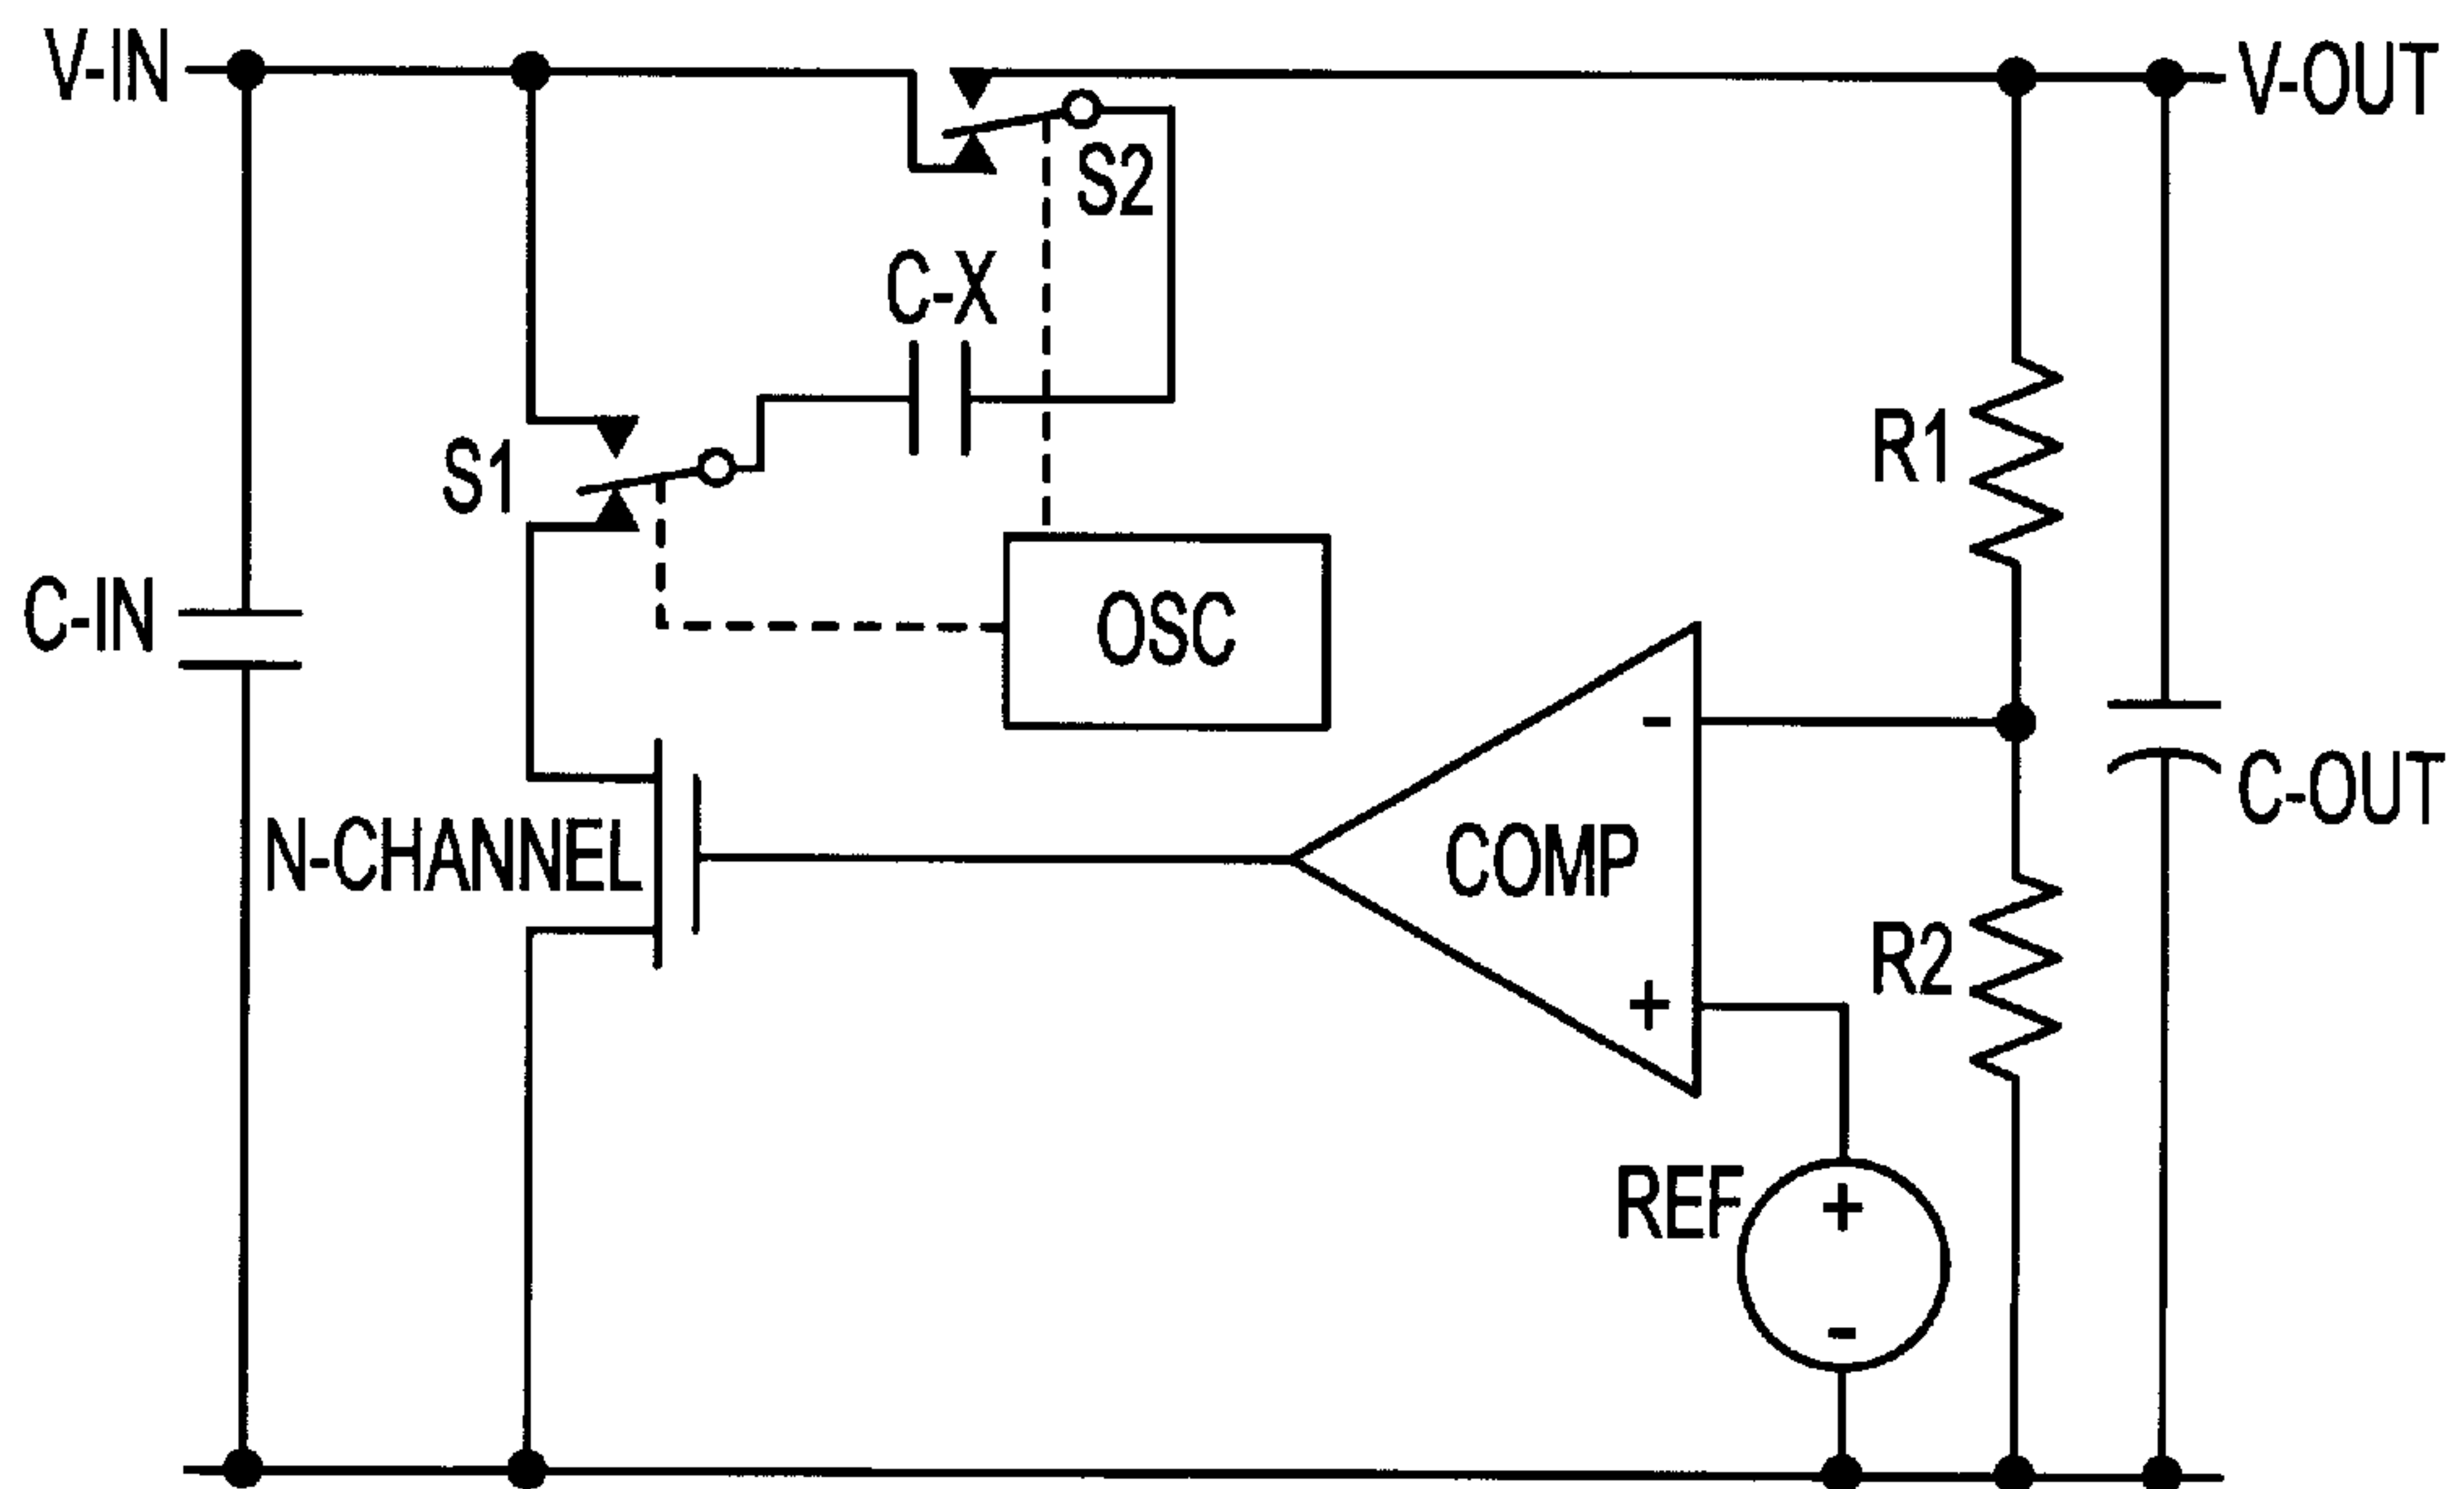 V-IN
V-OUT
S2
C-X
R1
S1
C-IN
OSC
-
C-OUT
N-CHANNEL
COMP
R2
+
REF
+
-